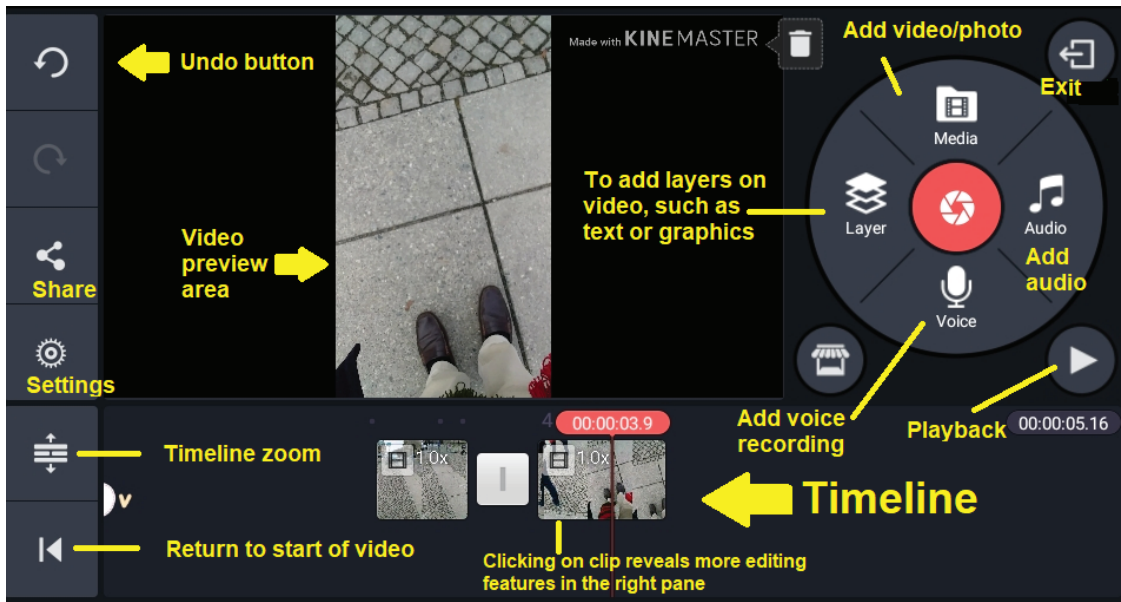 Undo button
Made with KINEMASTER
Add video/photo
Exit
Media
To add layers on
video, such as
text or graphics
Layer
Audio
Add
audio
Video
preview
area
Share
Voice
Settings
Add voice
recording
Playback
00:00:05.16
4
00:00:03.9
Timeline zoom
1.0x
1.0x
v
Timeline
Return to start of video
Clicking on clip reveals more editing
features in the right pane